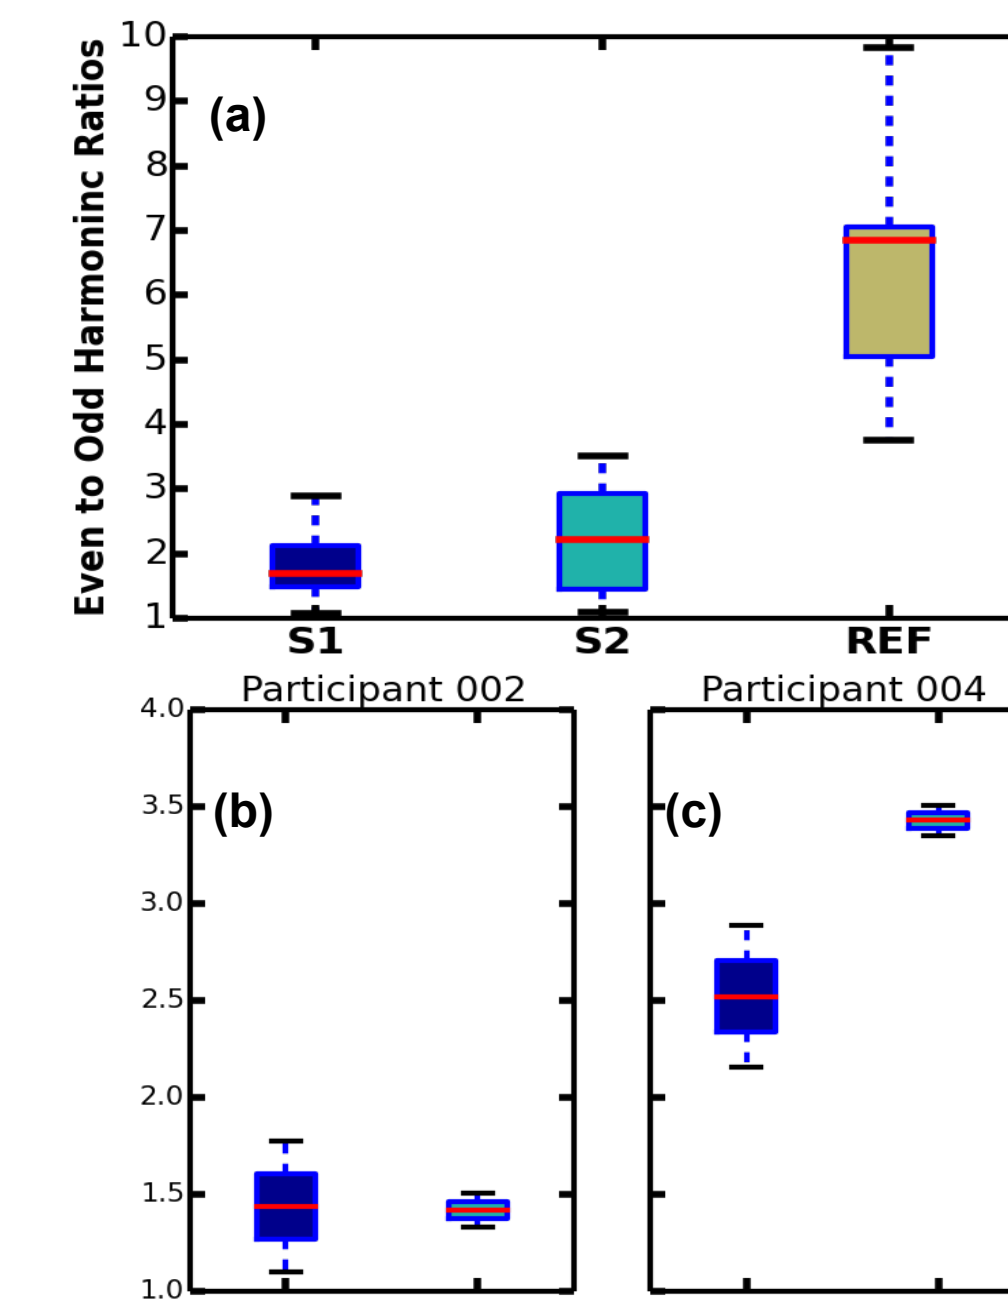 Even to Odd Harmoninc Ratios
10
9
8
7
6
5
4
3
2
1
(a)
S1 S2 REF
Participant 002
4.0
3.5
3.0
2.5
2.0
1.5
1.0
(b)
Participant 004
(c)